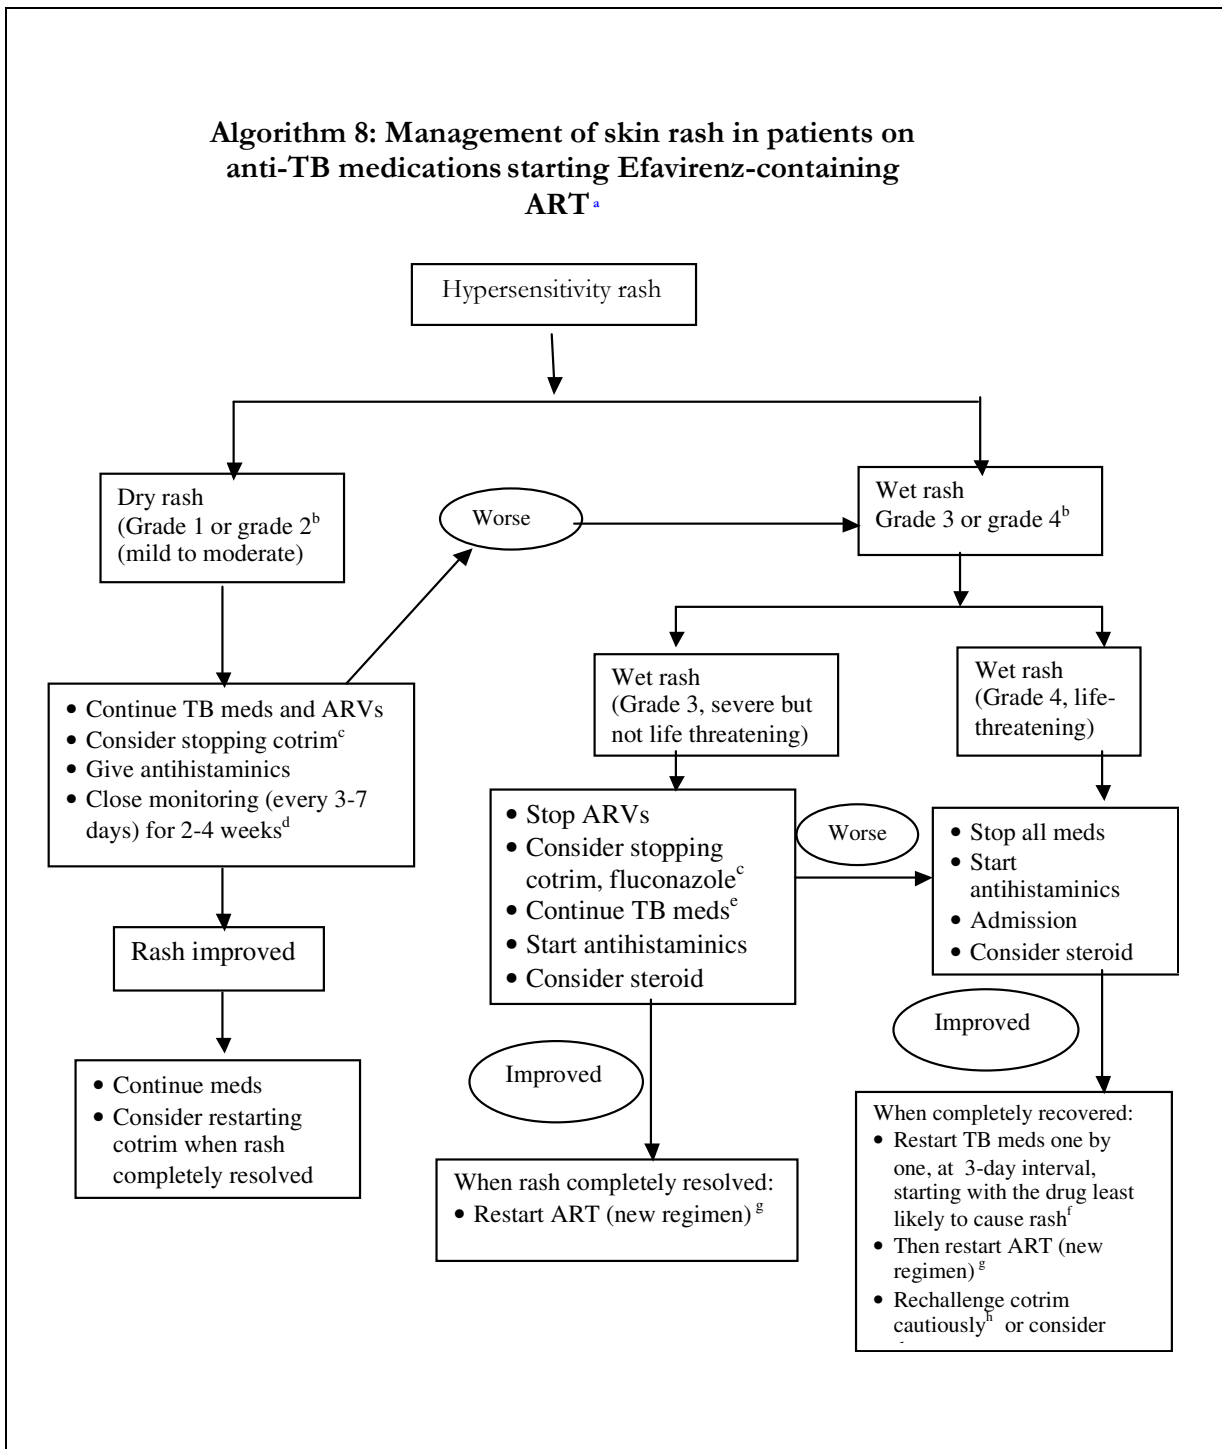 Algorithm 8: Management of skin rash in patients on
anti-TB medications starting Efavirenz-containing
ART a
Hypersensitivity rash
Dry rash
(Grade 1 or grade 2b
(mild to moderate)
Worse
Wet rash
Grade 3 or grade 4b
Wet rash
(Grade 3, severe but
not life threatening)
Wet rash
(Grade 4, life-
threatening)
• Continue TB meds and ARVs
• Consider stopping cotrimc
• Give antihistaminics
• Close monitoring (every 3-7
days) for 2-4 weeksd
• Stop ARVs
• Consider stopping
cotrim, fluconazolec
• Continue TB medse
• Start antihistaminics
• Consider steroid
Worse
• Stop all meds
• Start
antihistaminics
• Admission
• Consider steroid
Rash improved
Improved
Improved
• Continue meds
• Consider restarting
cotrim when rash
completely resolved
When rash completely resolved:
• Restart ART (new regimen) g
When completely recovered:
• Restart TB meds one by
one, at 3-day interval,
starting with the drug least
likely to cause rashf
• Then restart ART (new
regimen) g
• Rechallenge cotrim
cautiouslyh or consider